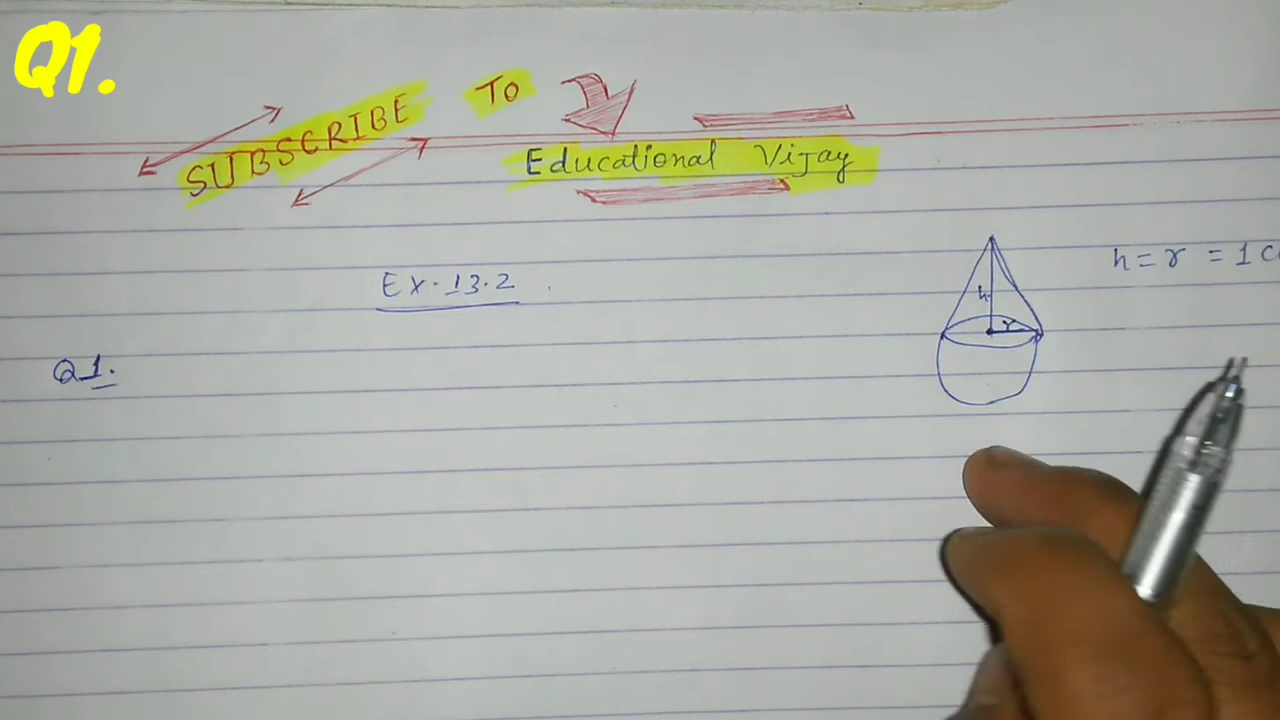 Q1.
SUBSCRIBE TO
Educational Vijay
Ex. 13.2
h = r = 1 c
h
r
Q1.